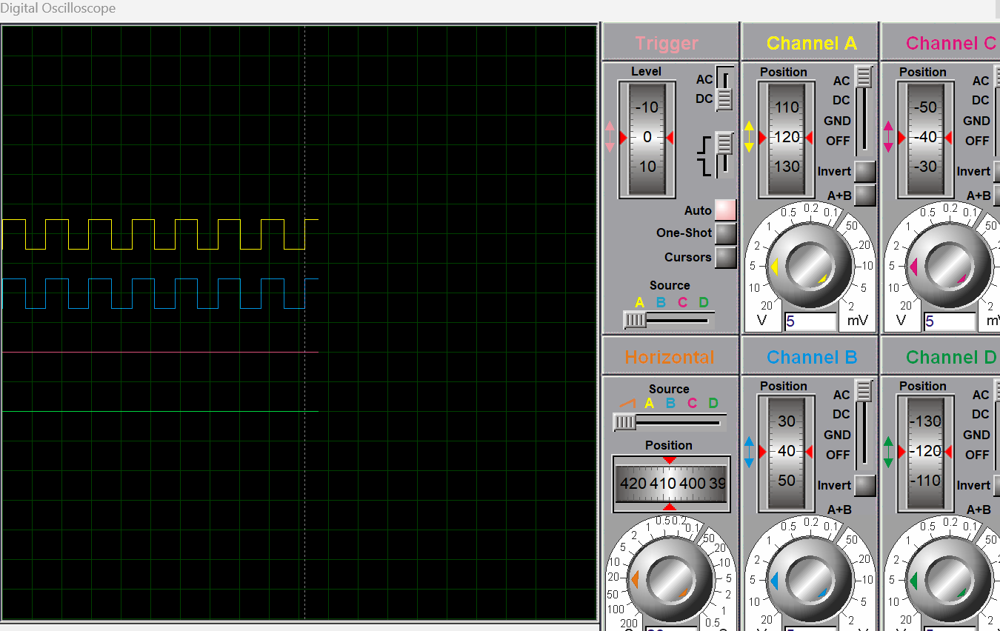 Digital Oscilloscope
Trigger
Level
AC
DC
-10
0
10
Auto
One-Shot
Cursors
Source
A B C D
Channel A
Position
AC
DC
GND
OFF
110
120
130
Invert
A+B
0.5 0.2 0.1
1 50
2 20
5 10
10 5
20 2
V 5 mV
Channel C
Position
AC
DC
GND
OFF
-50
-40
-30
Invert
A+B
0.5 0.2 0.1
1 50
2
5
10
20
V 5
Horizontal
Source
A B C D
Position
420 410 400 39
0.5 0.2
1 0.1
2 50
5 20
10 10
20 5
50 2
100 1
200 0.5
Channel B
Position
AC
DC
GND
OFF
30
40
50
Invert
A+B
0.5 0.2 0.1
1 50
2 20
5 10
10 5
20 2
Channel D
Position
AC
DC
GND
OFF
-130
-120
-110
Invert
A+B
0.5 0.2 0.1
1 50
2
5
10
20 2